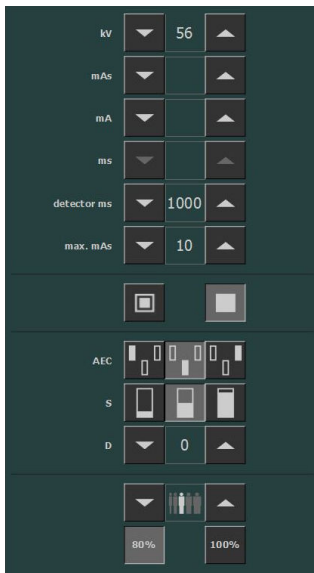 kV 56
mAs
mA
ms
detector ms 1000
max. mAs 10
AEC
S
D 0
80% 100%